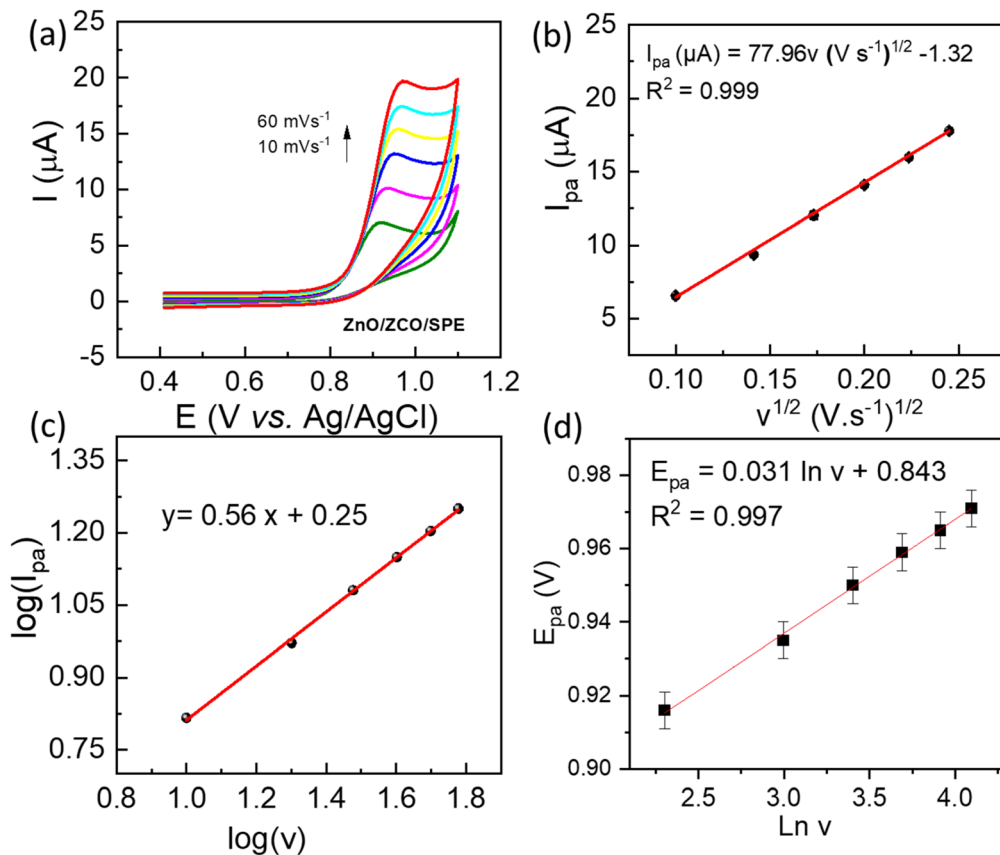 (a)
25
20
15
10
5
0
-5
I (μA)
60 mVs⁻¹
10 mVs⁻¹
ZnO/ZCO/SPE
0.4 0.6 0.8 1.0 1.2
E (V vs. Ag/AgCl)
(b)
I_pa (μA) = 77.96v (V s⁻¹)^1/2 -1.32
R² = 0.999
25
20
15
10
5
I_pa (μA)
0.10 0.15 0.20 0.25
v^1/2 (V.s⁻¹)^1/2
(c)
1.35
1.20
1.05
0.90
0.75
log(I_pa)
y= 0.56 x + 0.25
0.8 1.0 1.2 1.4 1.6 1.8
log(v)
(d)
E_pa = 0.031 ln v + 0.843
R² = 0.997
0.98
0.96
0.94
0.92
0.90
E_pa (V)
2.5 3.0 3.5 4.0
Ln v